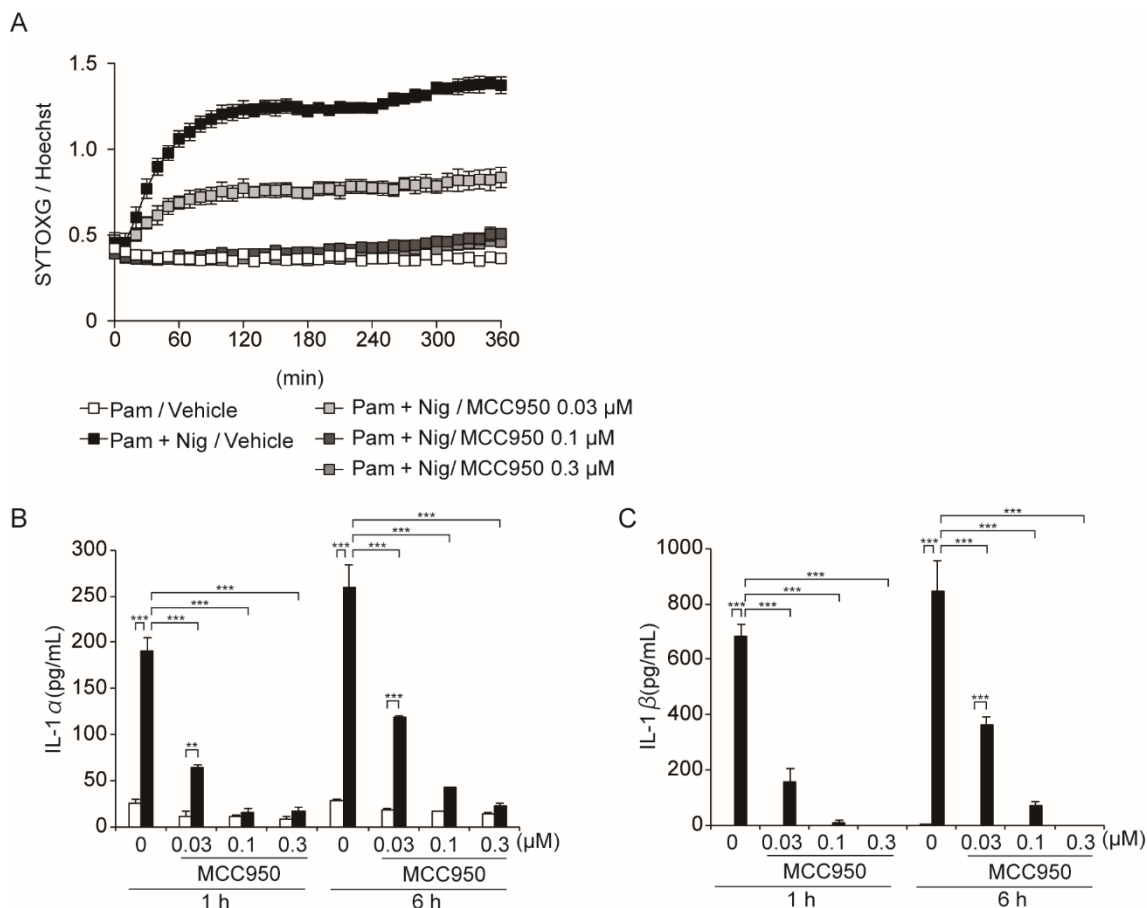 A
SYTOXG / Hoechst
1.5
1.0
0.5
0
0 60 120 180 240 300 360
(min)
Pam / Vehicle
Pam + Nig / Vehicle
Pam + Nig / MCC950 0.03 µM
Pam + Nig/ MCC950 0.1 µM
Pam + Nig/ MCC950 0.3 µM
B
IL-1 α(pg/mL)
300
250
200
150
100
50
0
***
***
***
***
**
***
***
***
***
***
0 0.03 0.1 0.3 0 0.03 0.1 0.3 (µM)
MCC950 MCC950
1 h 6 h
C
IL-1 β(pg/mL)
1000
800
600
400
200
0
***
***
***
***
***
***
***
***
***
0 0.03 0.1 0.3 0 0.03 0.1 0.3 (µM)
MCC950 MCC950
1 h 6 h